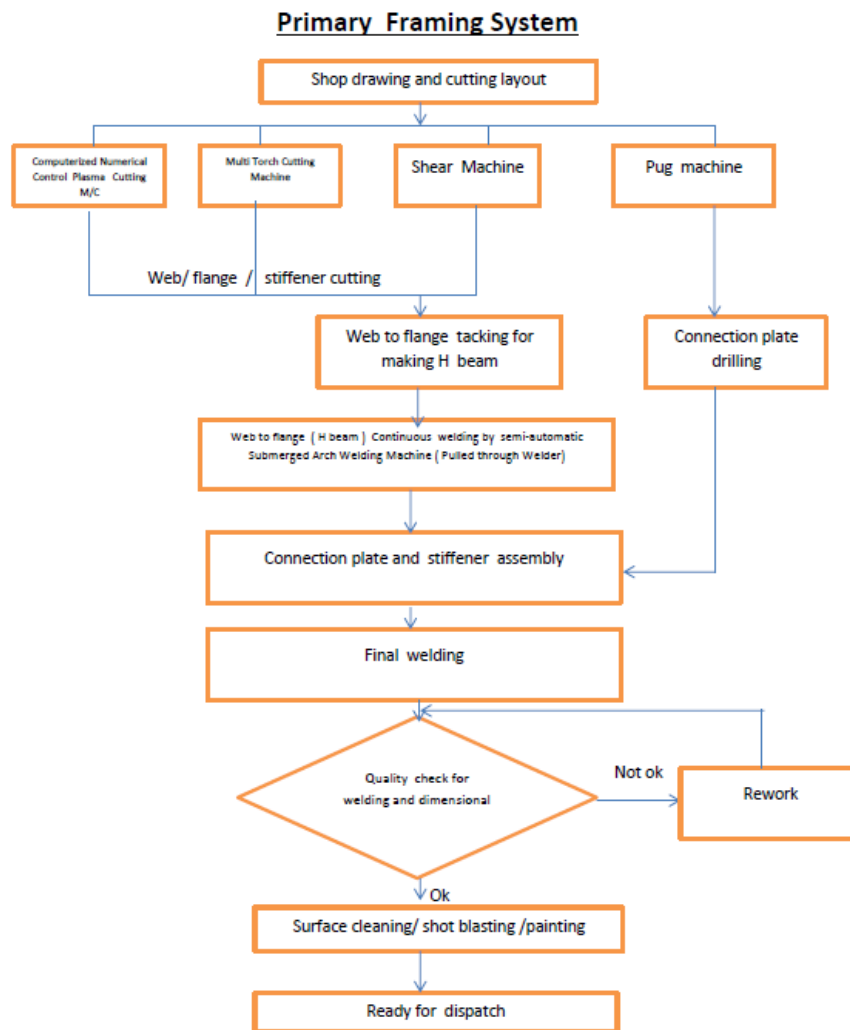 Primary Framing System
Shop drawing and cutting layout
Computerized Numerical
Control Plasma Cutting
M/C
Multi Torch Cutting
Machine
Shear Machine
Pug machine
Web/ flange / stiffener cutting
Web to flange tacking for
making H beam
Connection plate
drilling
Web to flange ( H beam ) Continuous welding by semi-automatic
Submerged Arch Welding Machine ( Pulled through Welder)
Connection plate and stiffener assembly
Final welding
Quality check for
welding and dimensional
Not ok
Rework
Ok
Surface cleaning/ shot blasting /painting
Ready for dispatch